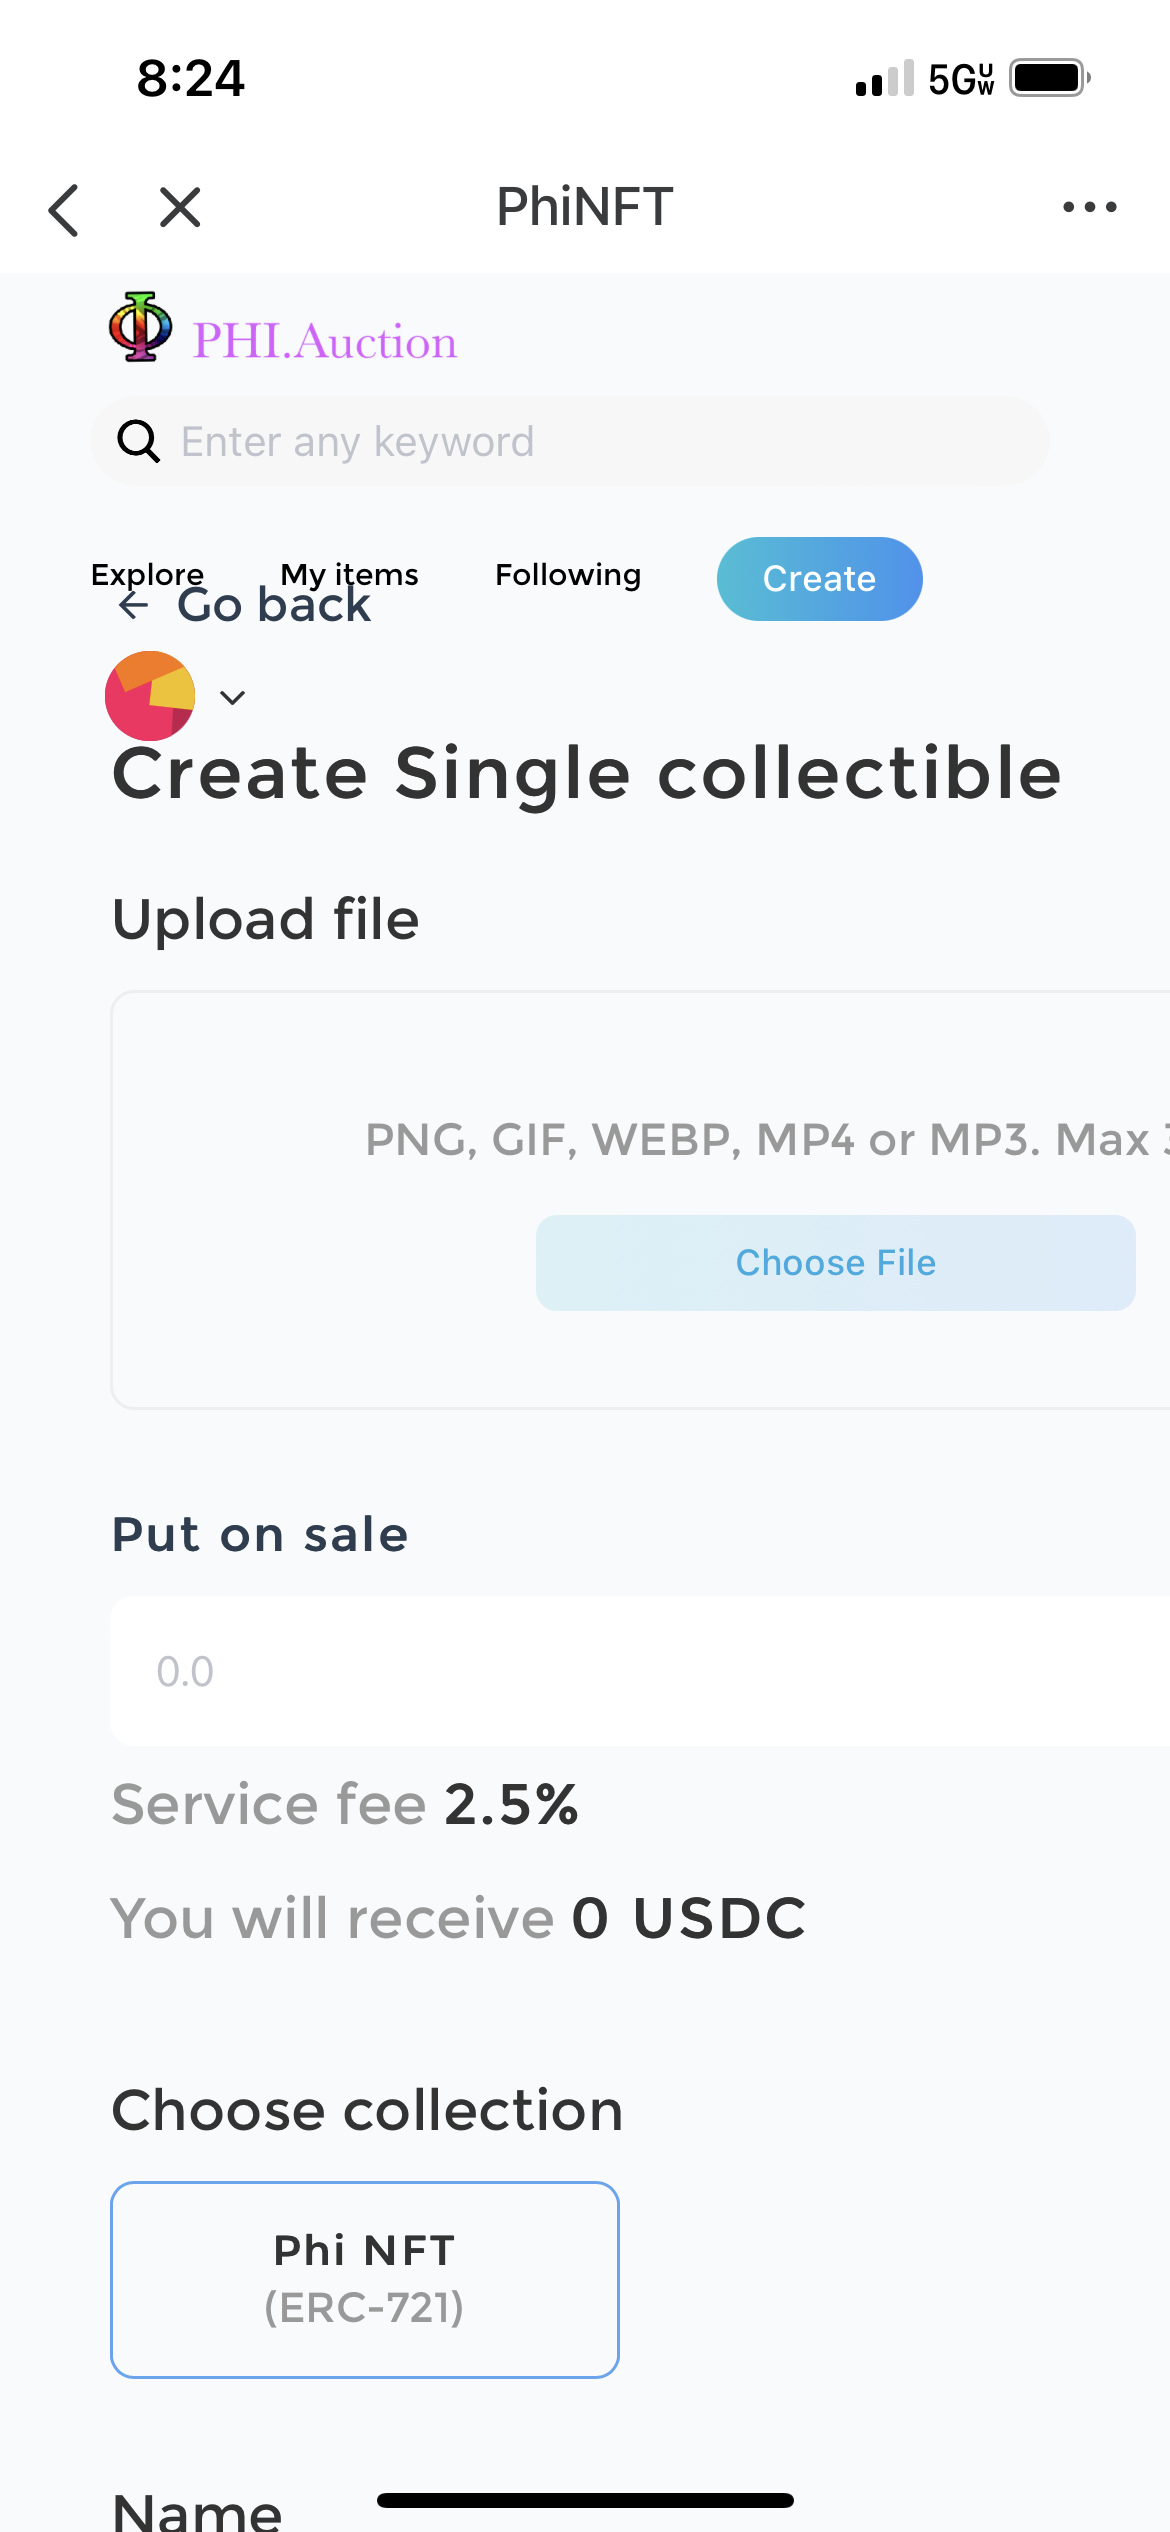 8:24
5G UW
PhiNFT
PHI.Auction
Enter any keyword
Explore My items Following Create
Go back
Create Single collectible
Upload file
PNG, GIF, WEBP, MP4 or MP3. Max
Choose File
Put on sale
0.0
Service fee 2.5%
You will receive 0 USDC
Choose collection
Phi NFT
(ERC-721)
Name